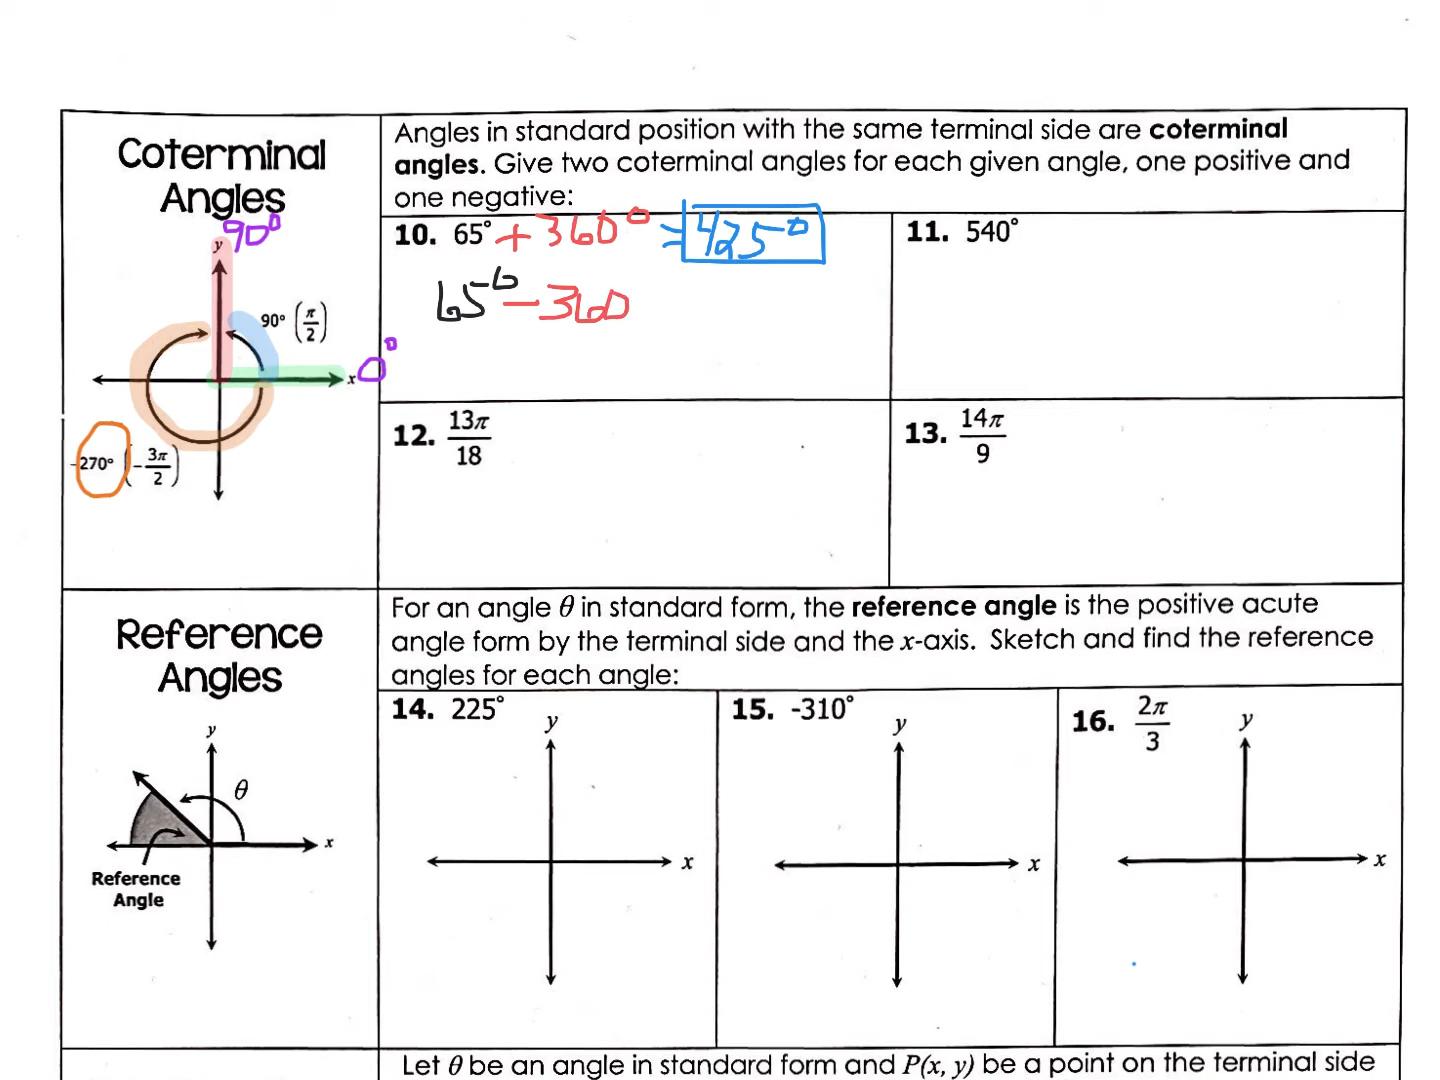 Coterminal
Angles
90°
y
90° (π/2)
x 0°
-270° (-3π/2)
Angles in standard position with the same terminal side are coterminal
angles. Give two coterminal angles for each given angle, one positive and
one negative:
10. 65° + 360° = 425°
65° - 360
11. 540°
12. 13π/18
13. 14π/9
Reference
Angles
y
θ
x
Reference
Angle
For an angle θ in standard form, the reference angle is the positive acute
angle form by the terminal side and the x-axis. Sketch and find the reference
angles for each angle:
14. 225°
y
x
15. -310°
y
x
16. 2π/3
y
x
Let θ be an angle in standard form and P(x, y) be a point on the terminal side